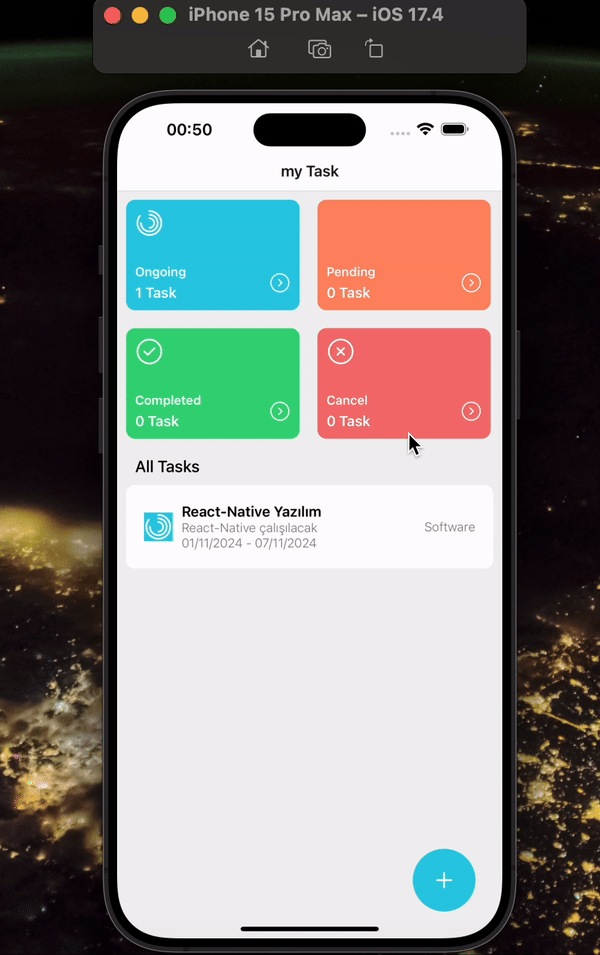 iPhone 15 Pro Max – iOS 17.4
00:50
my Task
Ongoing
1 Task
Pending
0 Task
Completed
0 Task
Cancel
0 Task
All Tasks
React-Native Yazılım
React-Native çalışılacak
01/11/2024 - 07/11/2024
Software